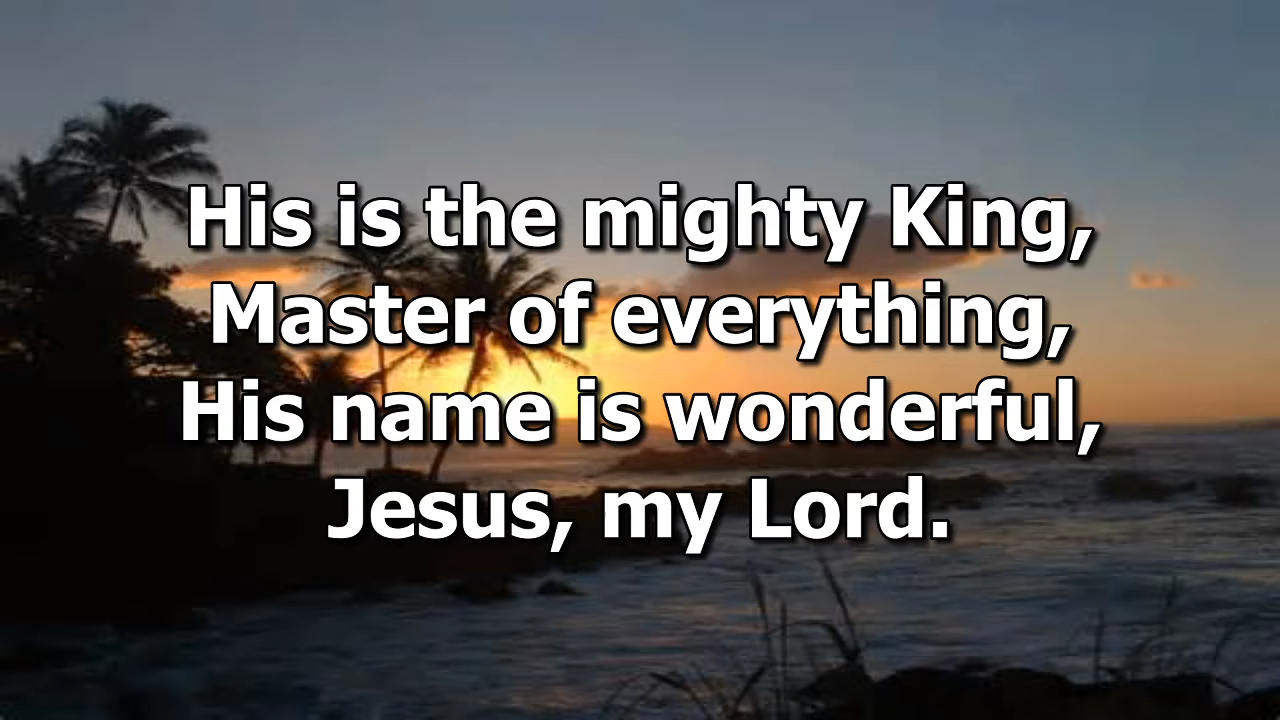 His is the mighty King,
Master of everything,
His name is wonderful,
Jesus, my Lord.